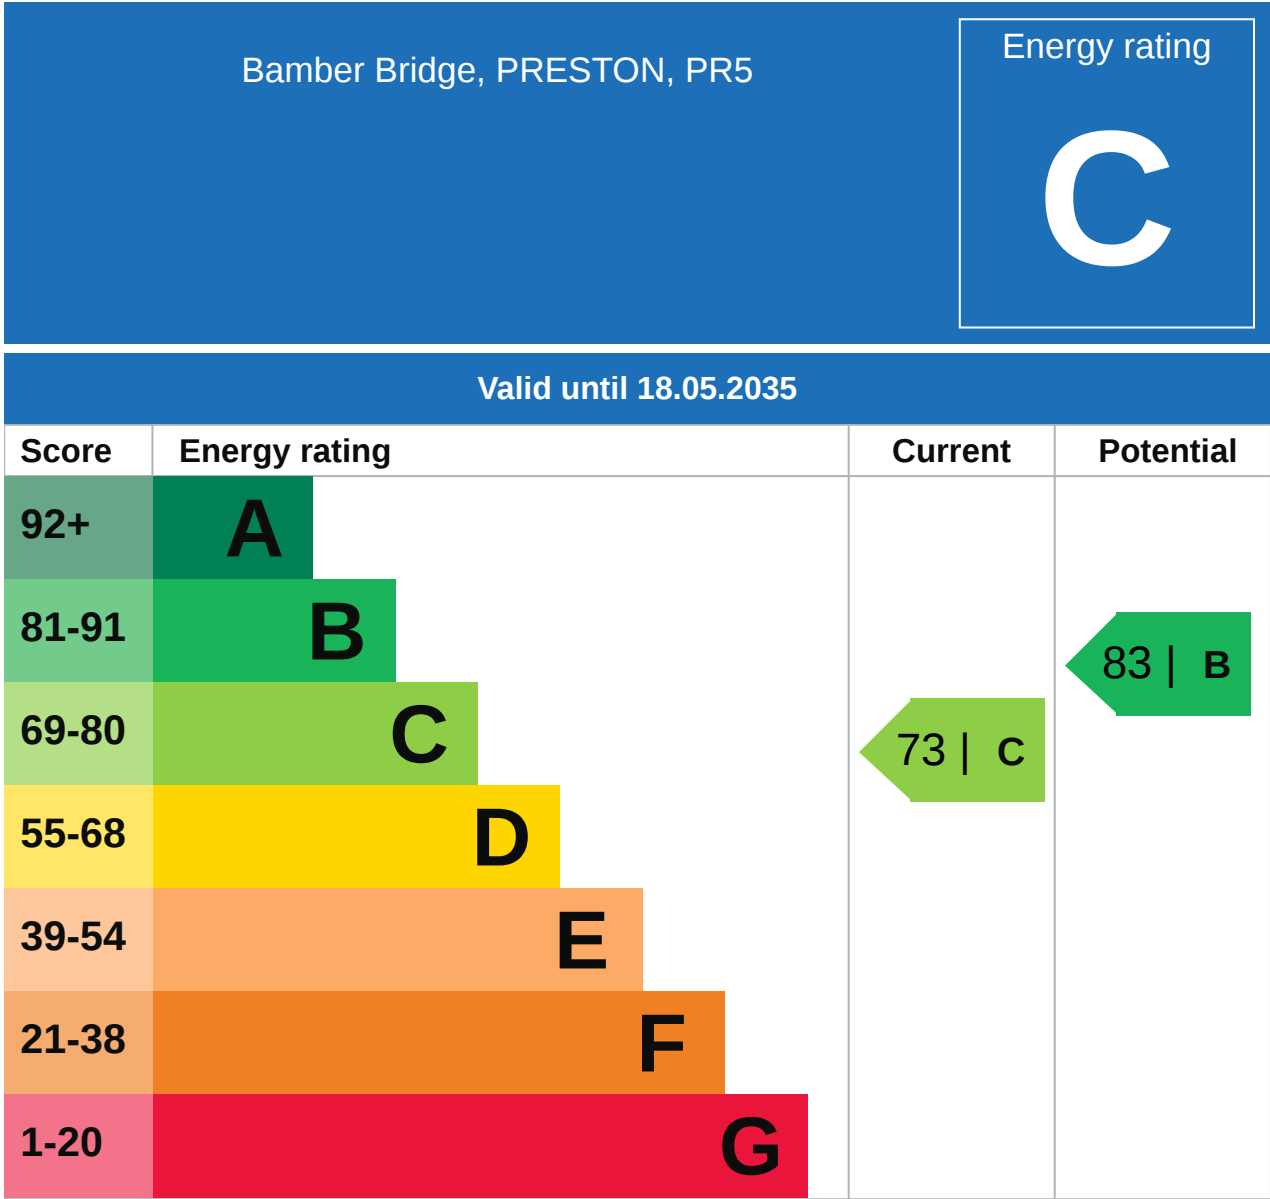 Bamber Bridge, PRESTON, PR5
Energy rating
C
Valid until 18.05.2035
Score Energy rating Current Potential
92+ A
81-91 B
83 | B
69-80 C
73 | C
55-68 D
39-54 E
21-38 F
1-20 G